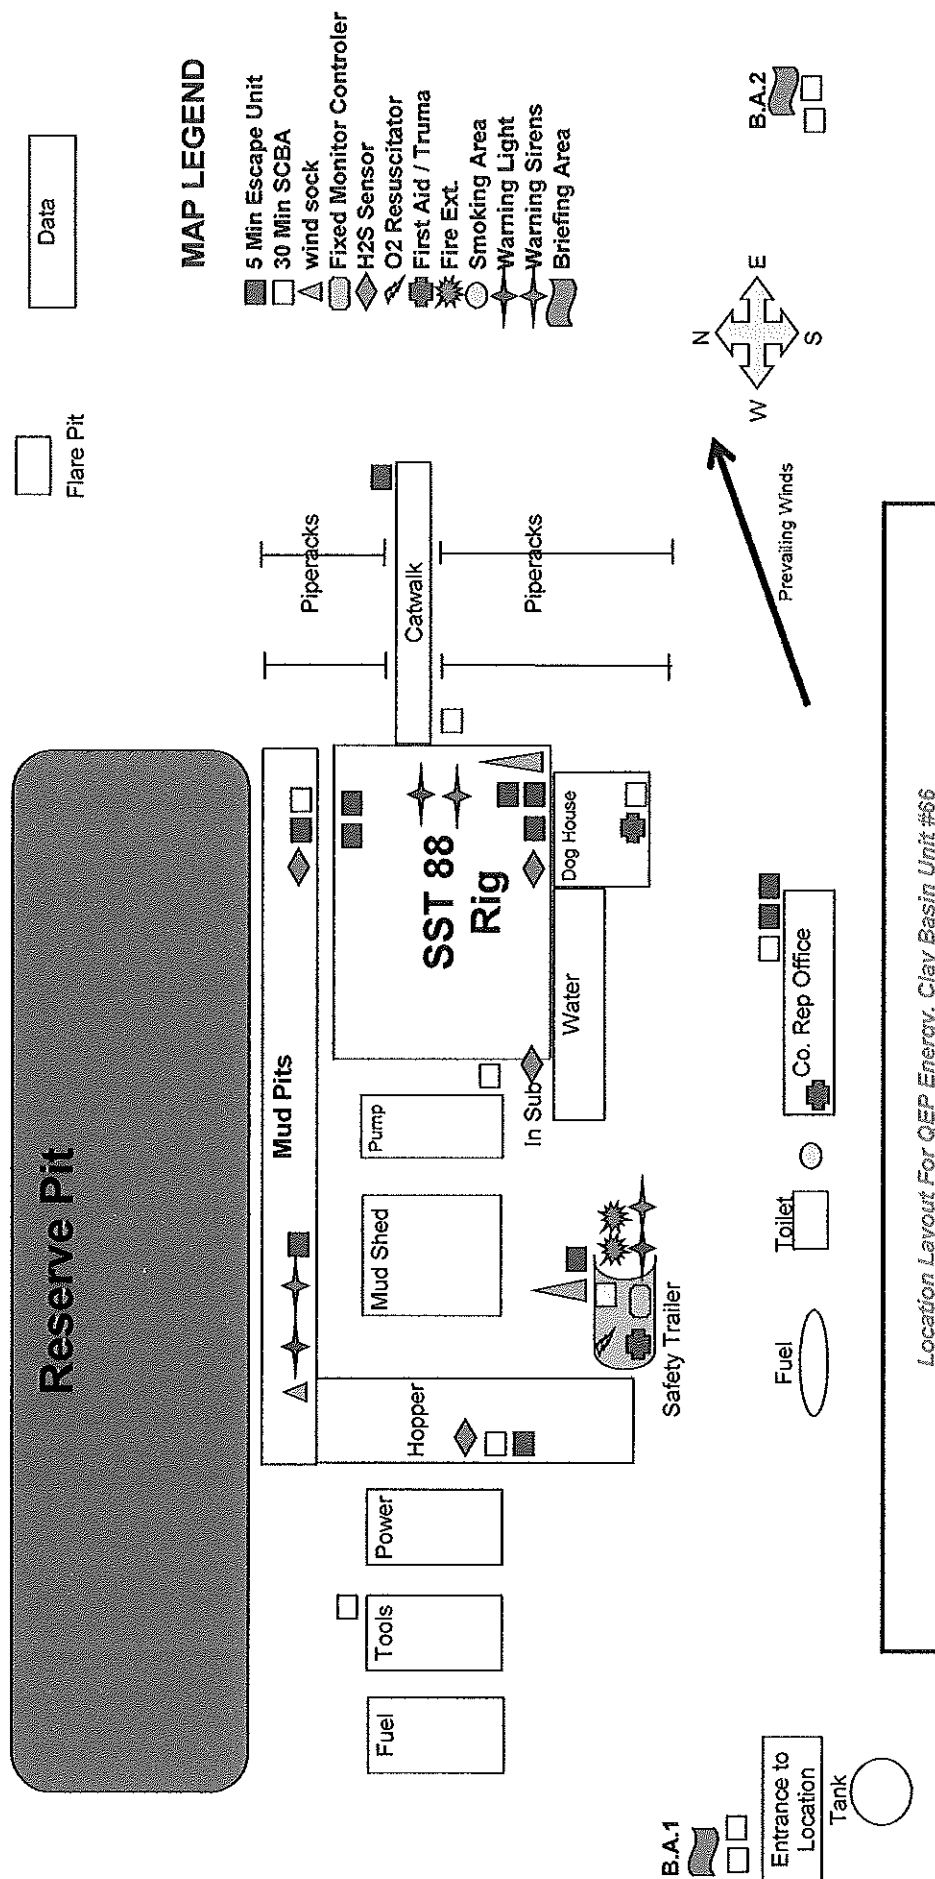 Reserve Pit
Flare Pit
Data
MAP LEGEND
5 Min Escape Unit
30 Min SCBA
wind sock
Fixed Monitor Controler
H2S Sensor
O2 Resuscitator
First Aid / Truma
Fire Ext.
Smoking Area
Warning Light
Warning Sirens
Briefing Area
Mud Pits
Piperacks
Catwalk
Piperacks
SST 88
Rig
Dog House
Water
In Sub
Pump
Mud Shed
Hopper
Power
Tools
Fuel
Safety Trailer
Fuel
Toilet
Co. Rep Office
Prevailing Winds
N
W
E
S
B.A.2
B.A.1
Entrance to
Location
Tank
Location Layout For QEP Energy, Clay Basin Unit #66